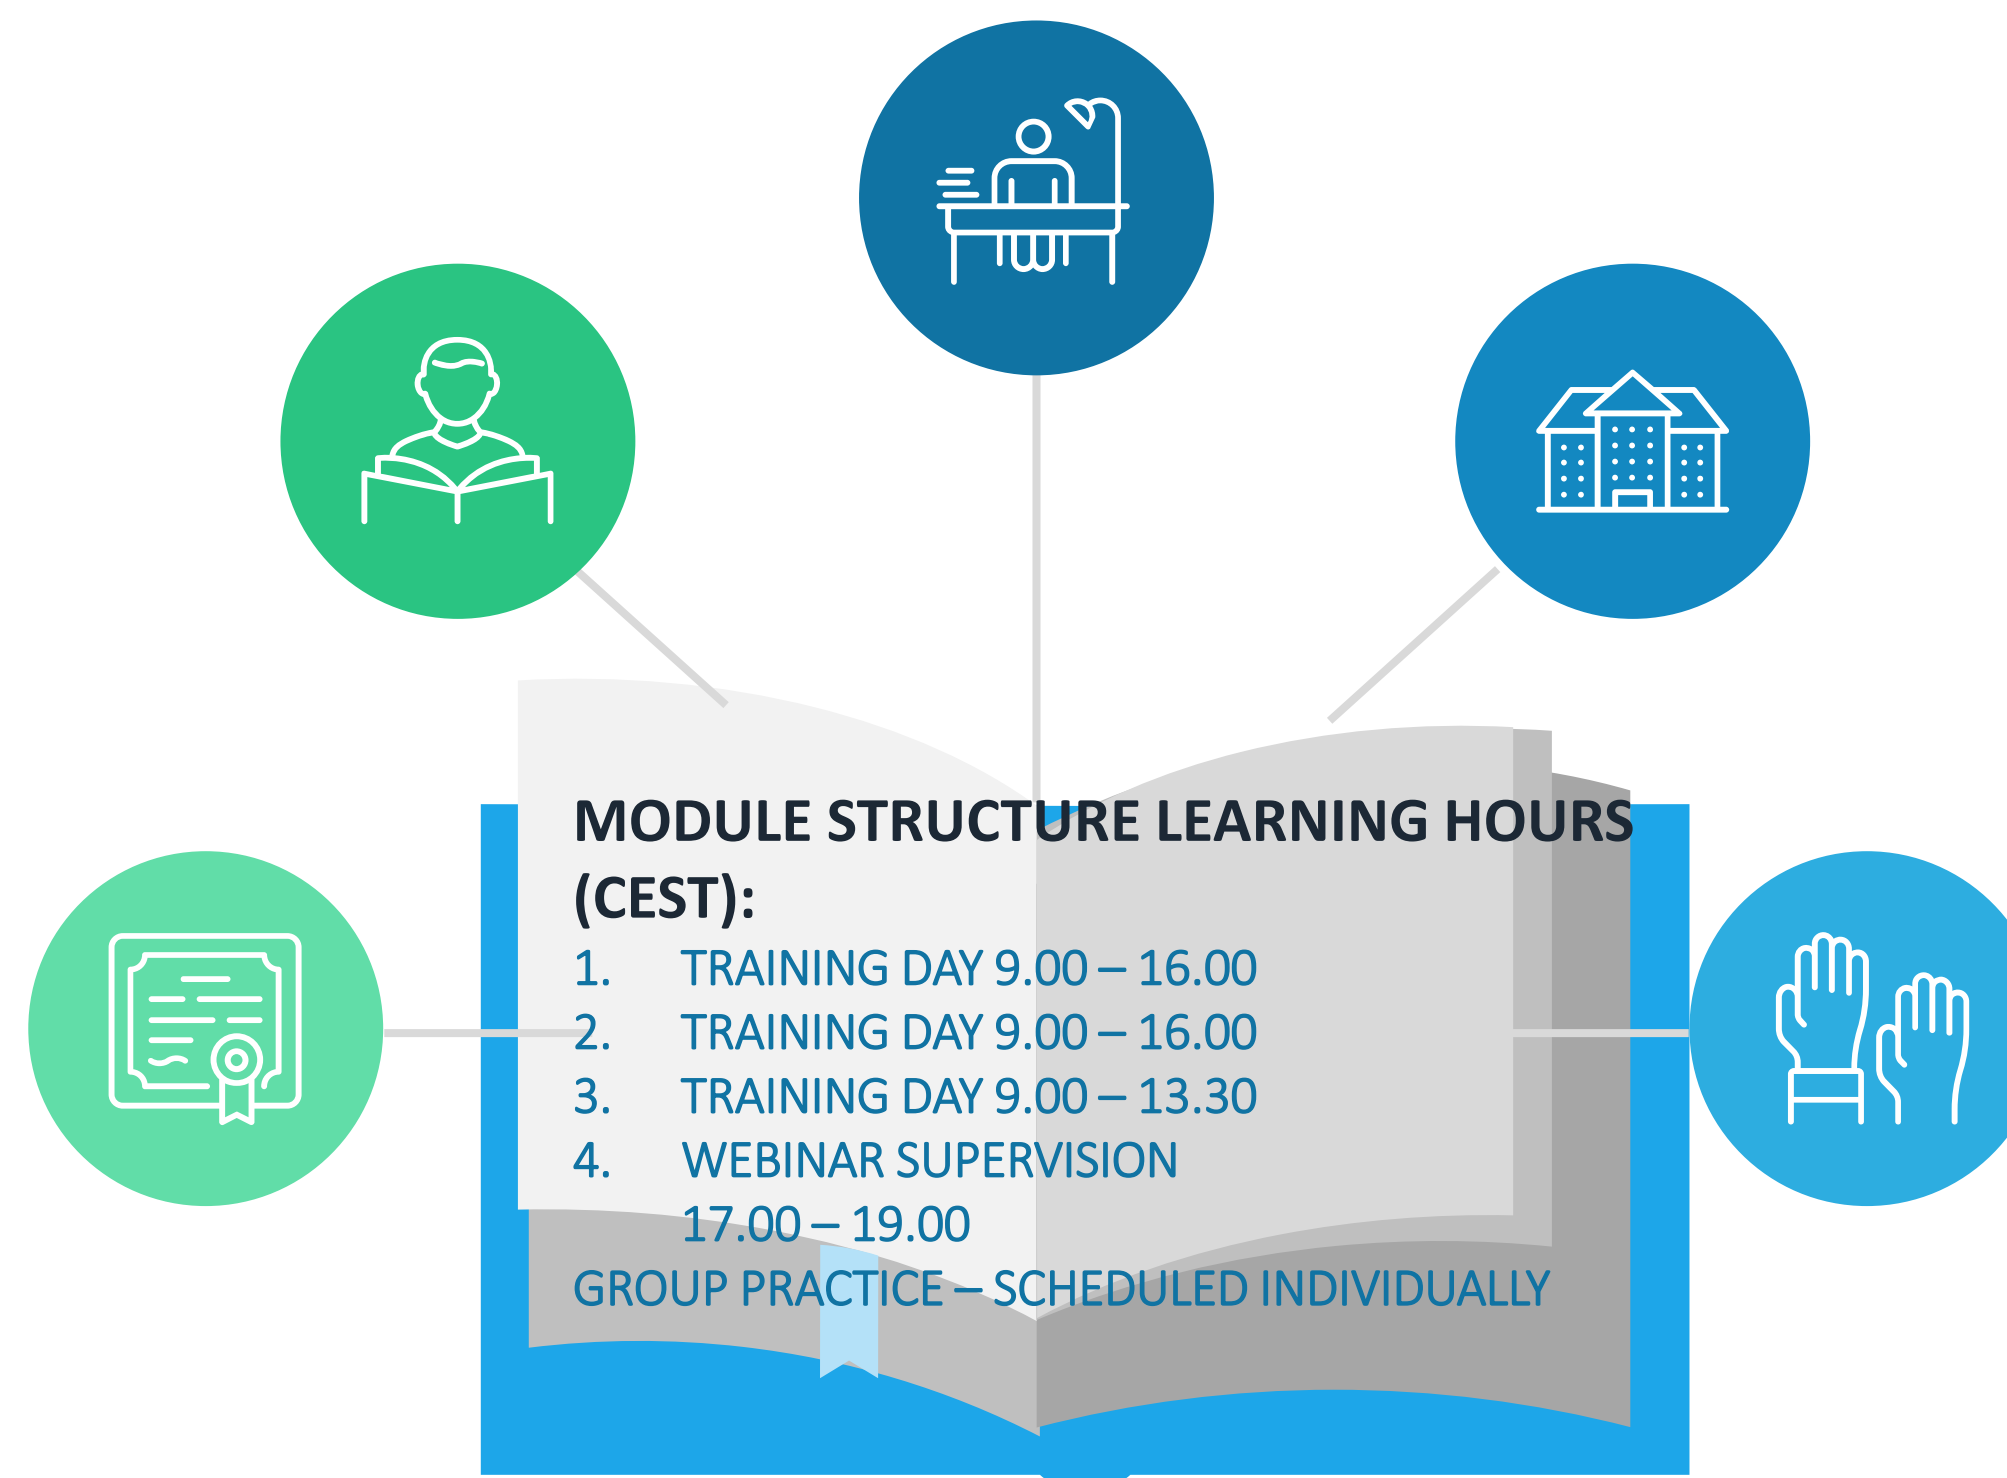 MODULE STRUCTURE LEARNING HOURS
(CEST):
1. TRAINING DAY 9.00 – 16.00
2. TRAINING DAY 9.00 – 16.00
3. TRAINING DAY 9.00 – 13.30
4. WEBINAR SUPERVISION
17.00 – 19.00
GROUP PRACTICE – SCHEDULED INDIVIDUALLY